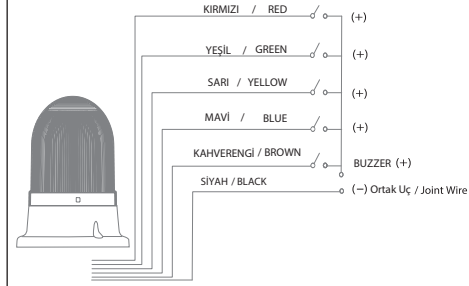 KIRMIZI / RED (+)
YEŞİL / GREEN (+)
SARI / YELLOW (+)
MAVİ / BLUE (+)
KAHVERENGİ / BROWN BUZZER (+)
SİYAH / BLACK (−) Ortak Uç / Joint Wire